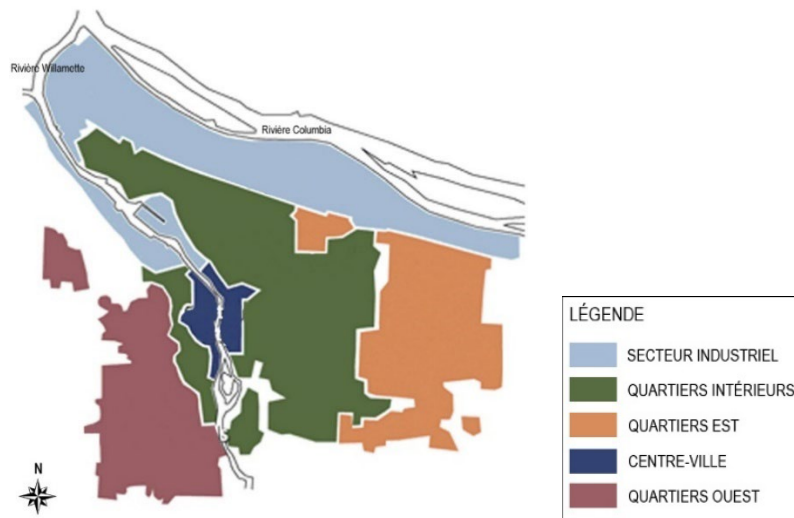 Rivière Willamette
Rivière Columbia
LÉGENDE
SECTEUR INDUSTRIEL
QUARTIERS INTÉRIEURS
QUARTIERS EST
CENTRE-VILLE
QUARTIERS OUEST
N